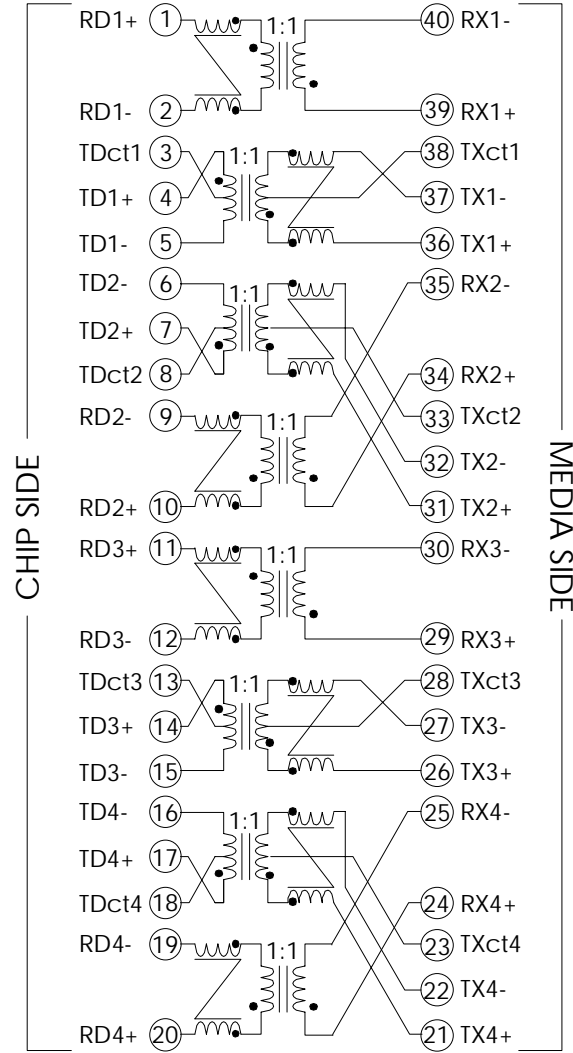 RD1+ 1 1:1 40 RX1-
RD1- 2 39 RX1+
TDct1 3 1:1 38 TXct1
TD1+ 4 37 TX1-
TD1- 5 36 TX1+
TD2- 6 1:1 35 RX2-
TD2+ 7 34 RX2+
TDct2 8 33 TXct2
RD2- 9 1:1 32 TX2-
RD2+ 10 31 TX2+
RD3+ 11 1:1 30 RX3-
RD3- 12 29 RX3+
TDct3 13 1:1 28 TXct3
TD3+ 14 27 TX3-
TD3- 15 26 TX3+
TD4- 16 1:1 25 RX4-
TD4+ 17 24 RX4+
TDct4 18 23 TXct4
RD4- 19 1:1 22 TX4-
RD4+ 20 21 TX4+
CHIP SIDE
MEDIA SIDE